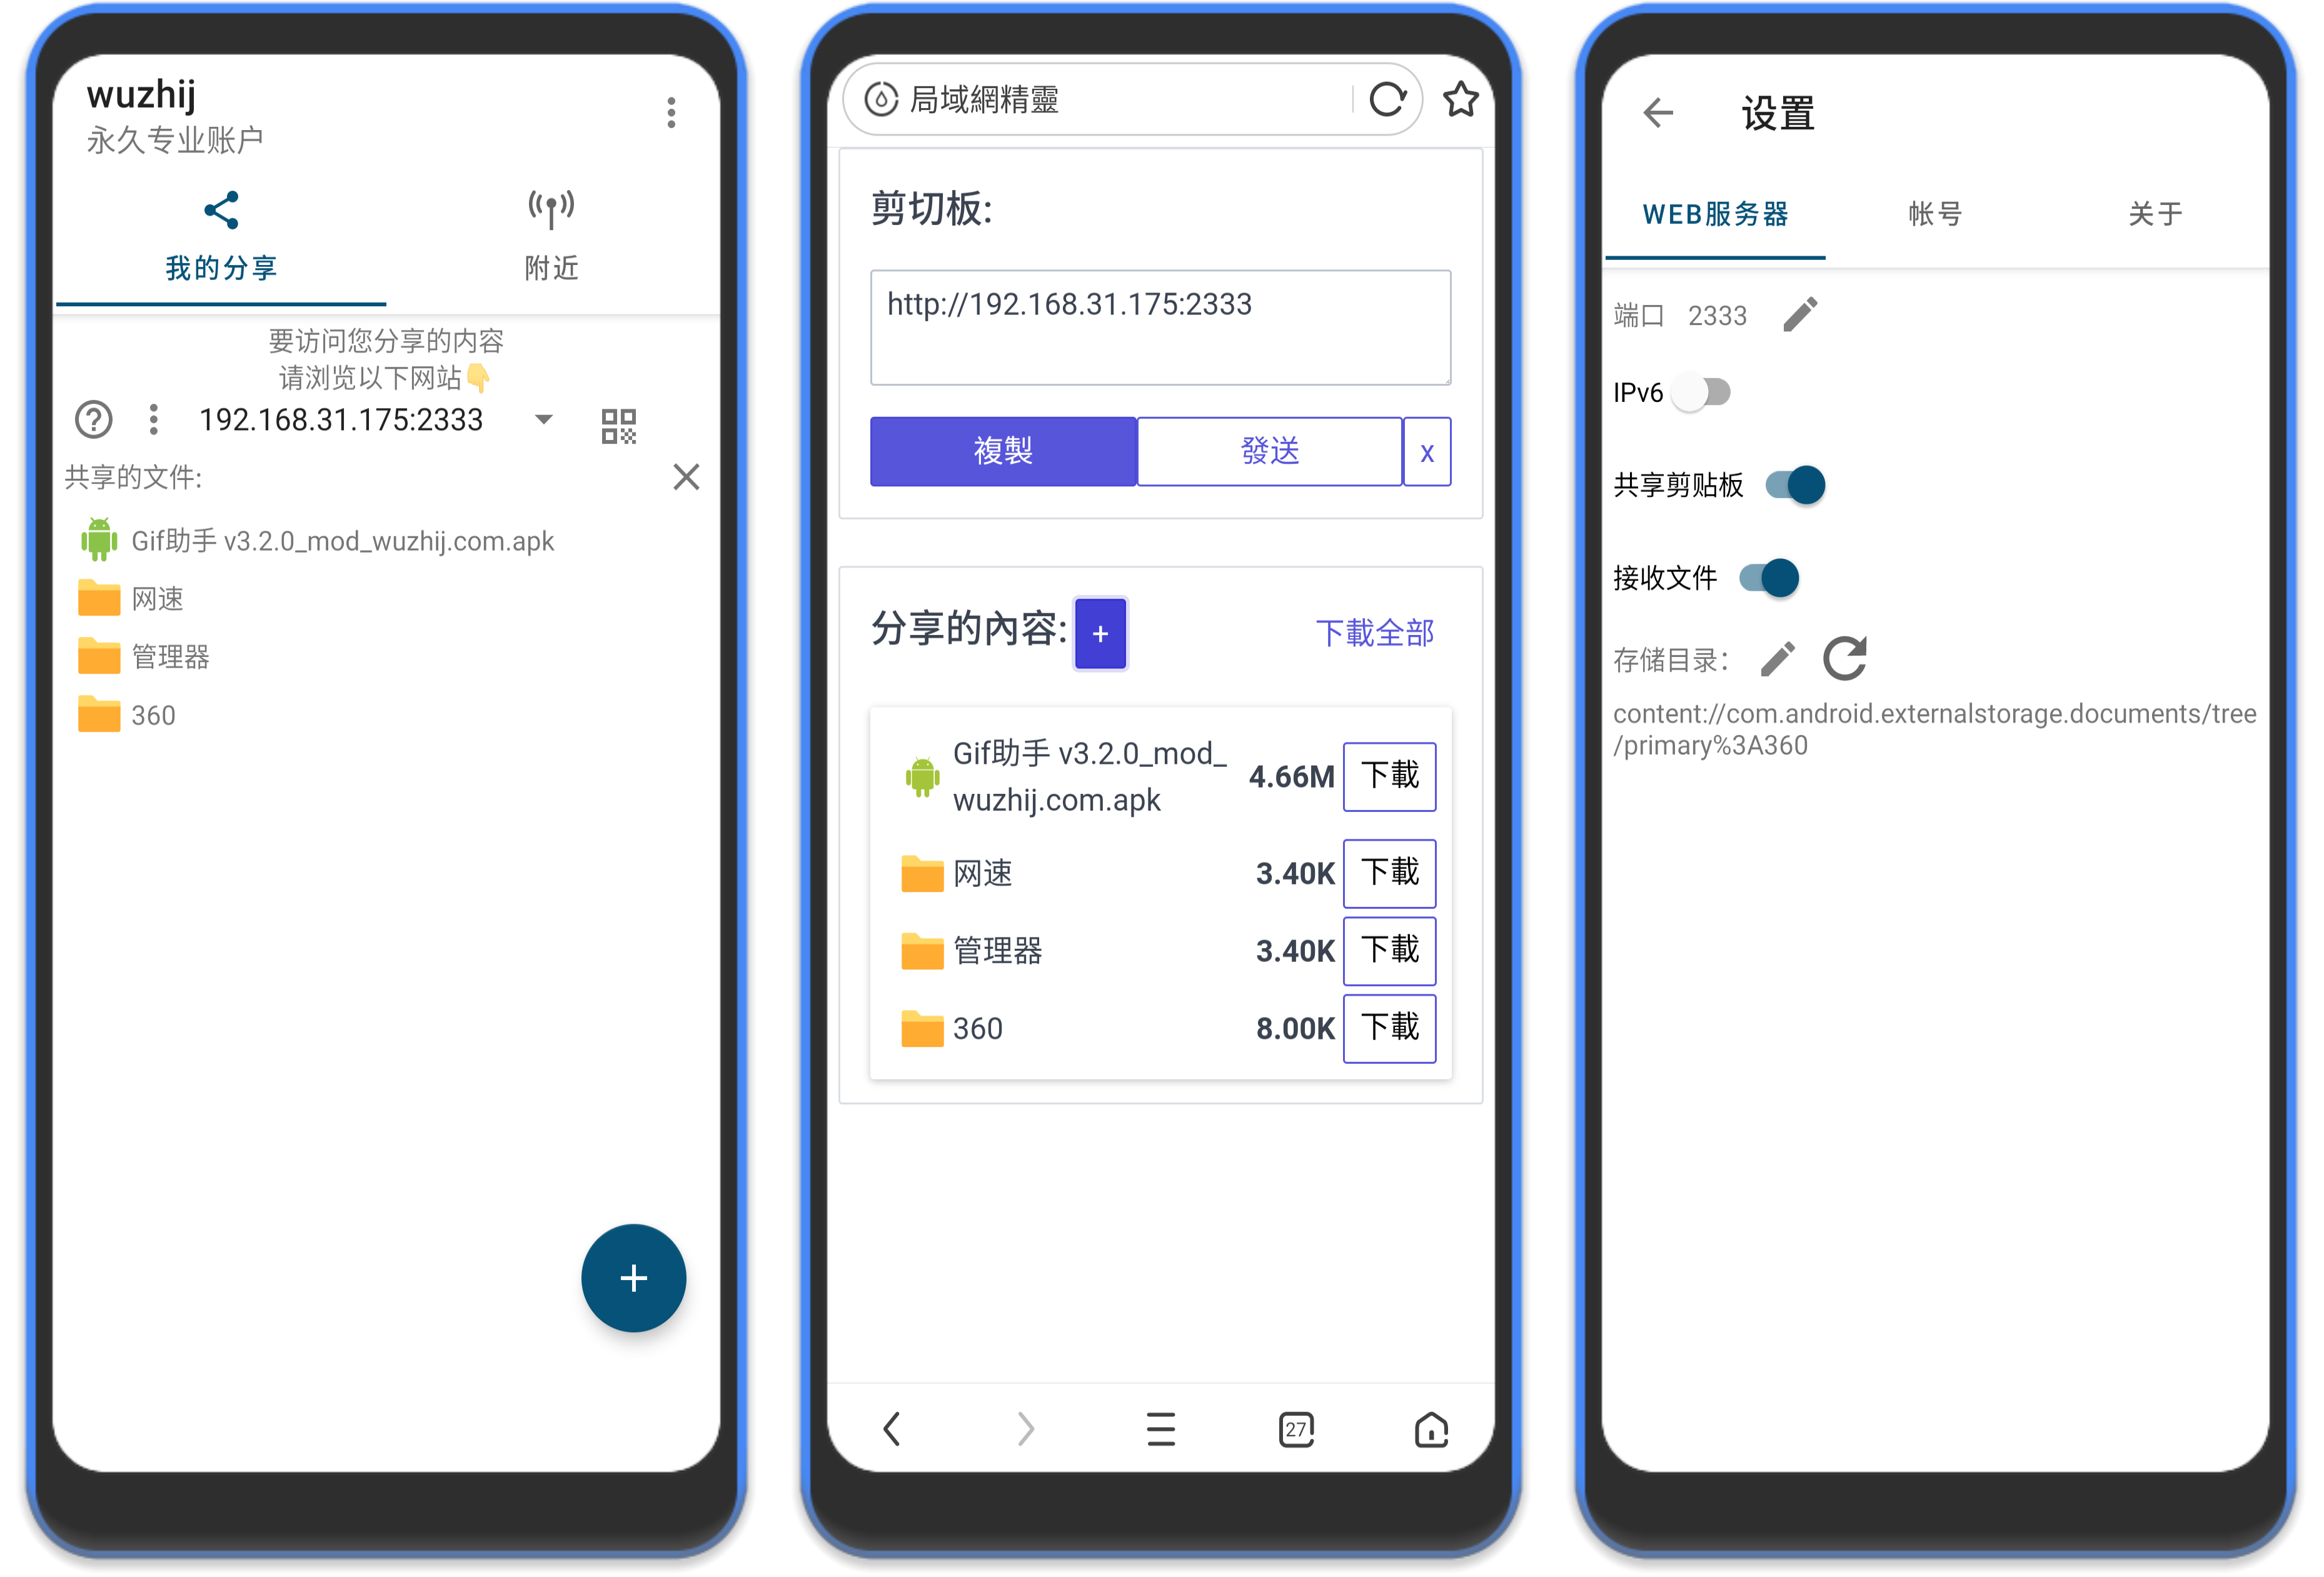 wuzhij
永久专业账户
我的分享
附近
要访问您分享的内容
请浏览以下网站👇
192.168.31.175:2333
共享的文件:
Gif助手 v3.2.0_mod_wuzhij.com.apk
网速
管理器
360
+
局域網精靈
剪切板:
http://192.168.31.175:2333
複製
發送
x
分享的內容:
+
下載全部
Gif助手 v3.2.0_mod_
wuzhij.com.apk
4.66M
下載
网速
3.40K
下載
管理器
3.40K
下載
360
8.00K
下載
27
设置
WEB服务器
帐号
关于
端口 2333
IPv6
共享剪贴板
接收文件
存储目录：
content://com.android.externalstorage.documents/tree
/primary%3A360